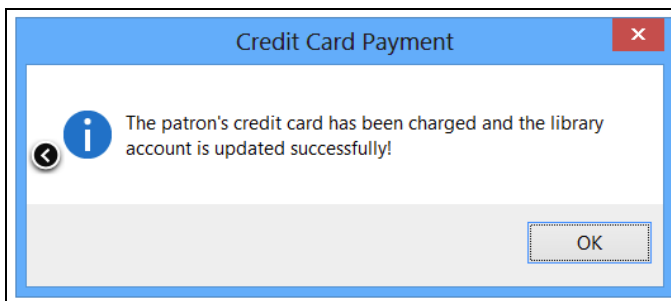 Credit Card Payment
The patron's credit card has been charged and the library
account is updated successfully!
OK